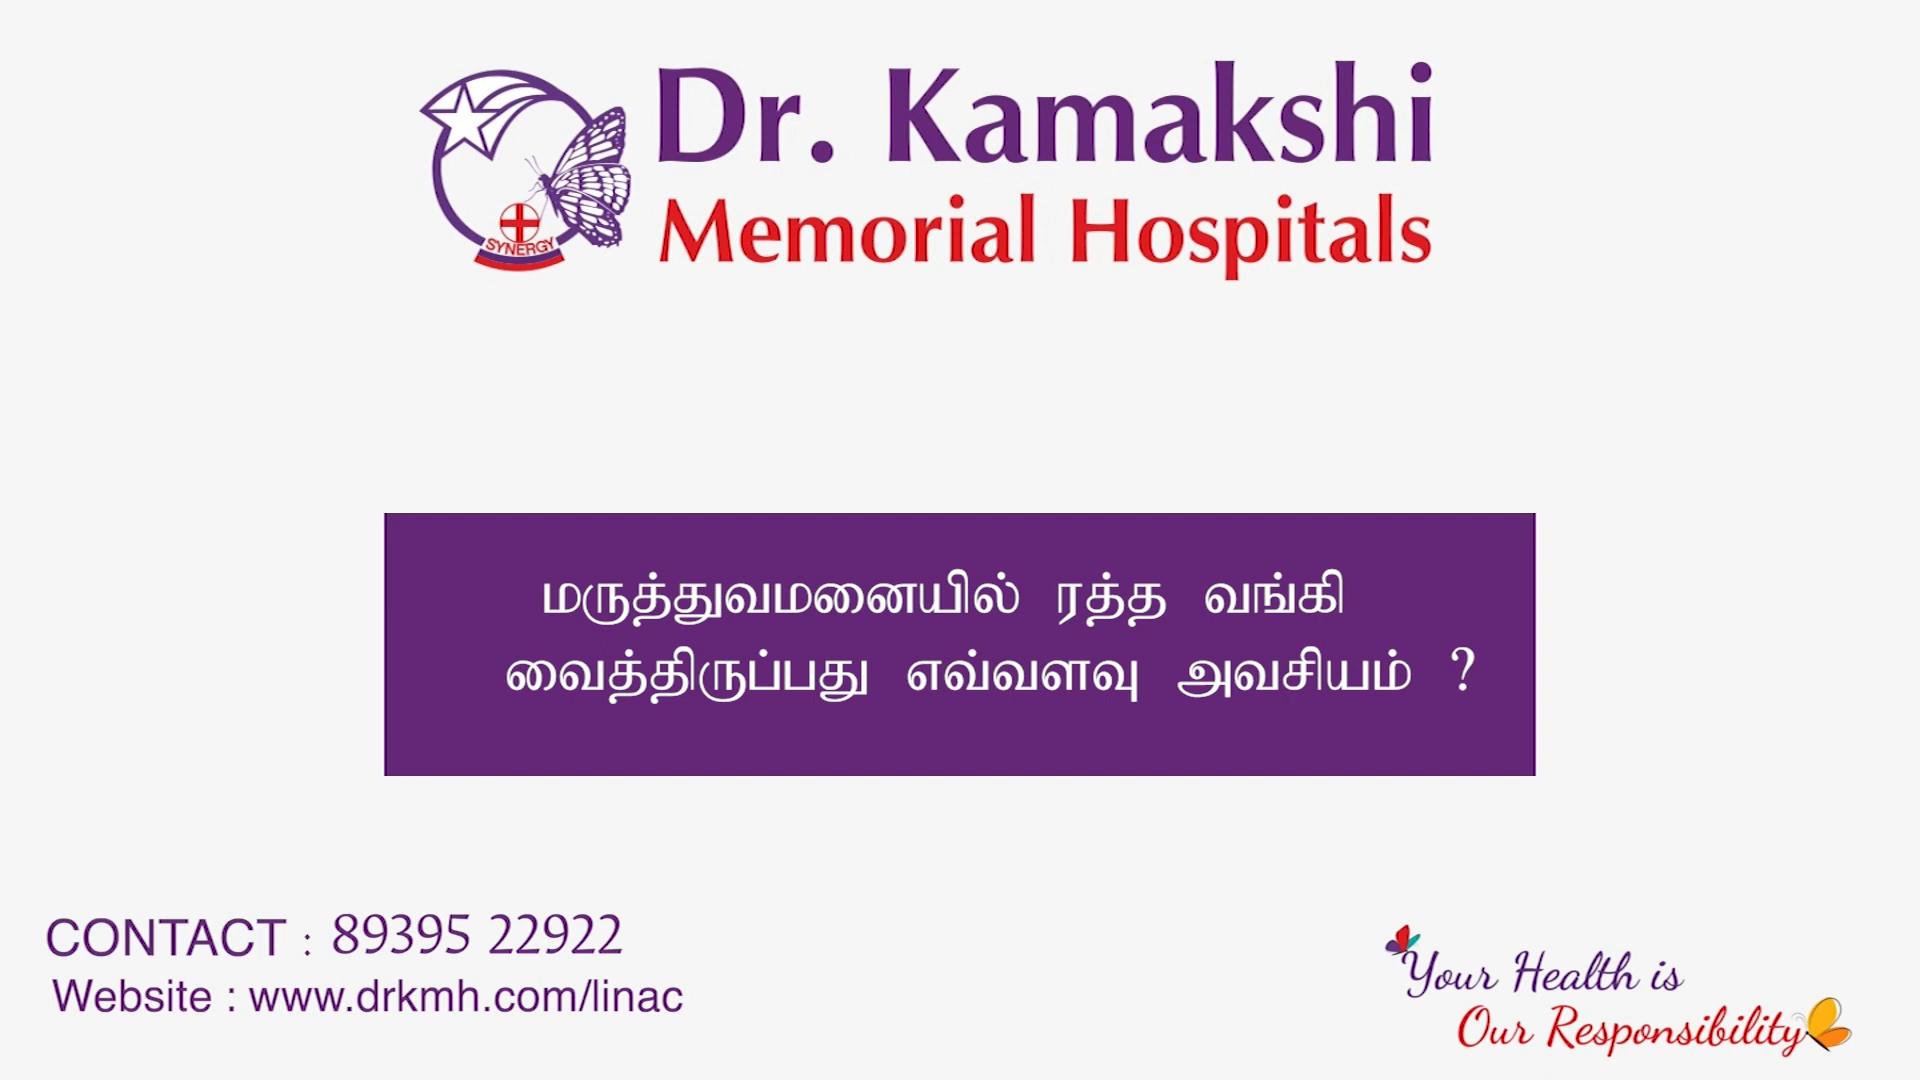 Dr. Kamakshi
Memorial Hospitals
SYNERGY
மருத்துவமனையில் ரத்த வங்கி
வைத்திருப்பது எவ்வளவு அவசியம் ?
CONTACT : 89395 22922
Website : www.drkmh.com/linac
Your Health is
Our Responsibility